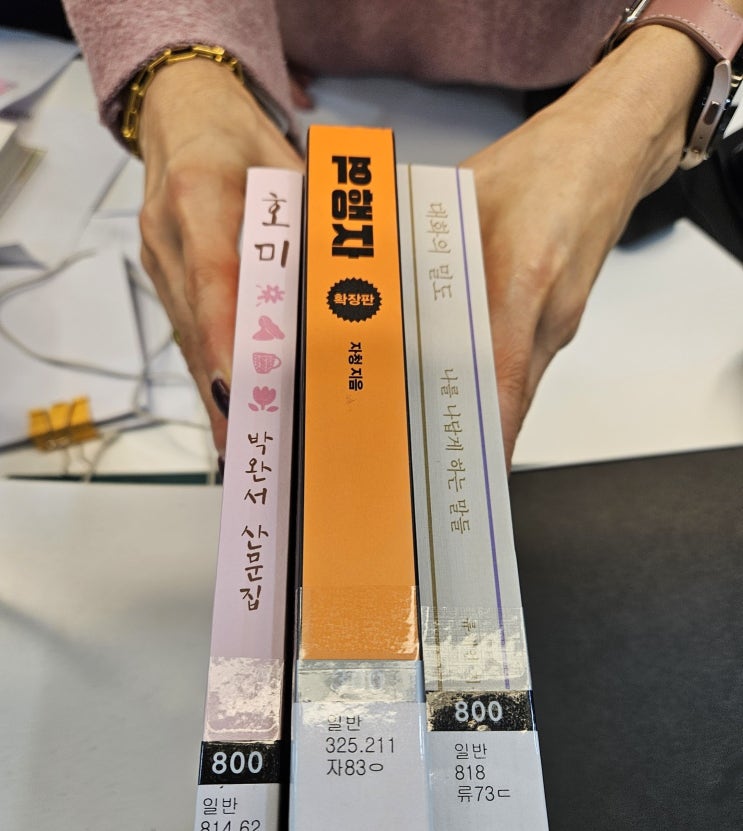 호미
박완서 산문집
800
일반
814.62
역행자
확장판
자청 지음
일반
325.211
자83ㅇ
대화의 밀도
나를 나답게 하는 말들
800
일반
818
류73ㄷ